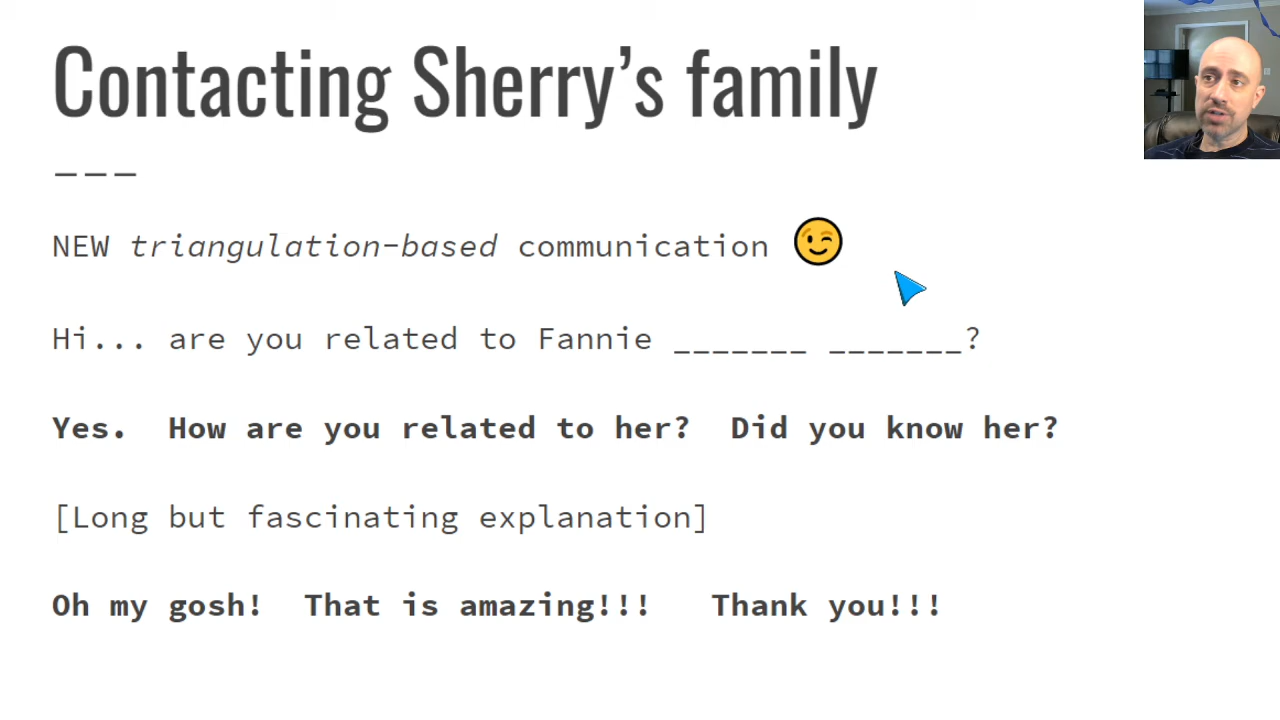 Contacting Sherry’s family
———
NEW triangulation-based communication 😉
Hi... are you related to Fannie _______ _______?
Yes.  How are you related to her?  Did you know her?
[Long but fascinating explanation]
Oh my gosh!  That is amazing!!!   Thank you!!!